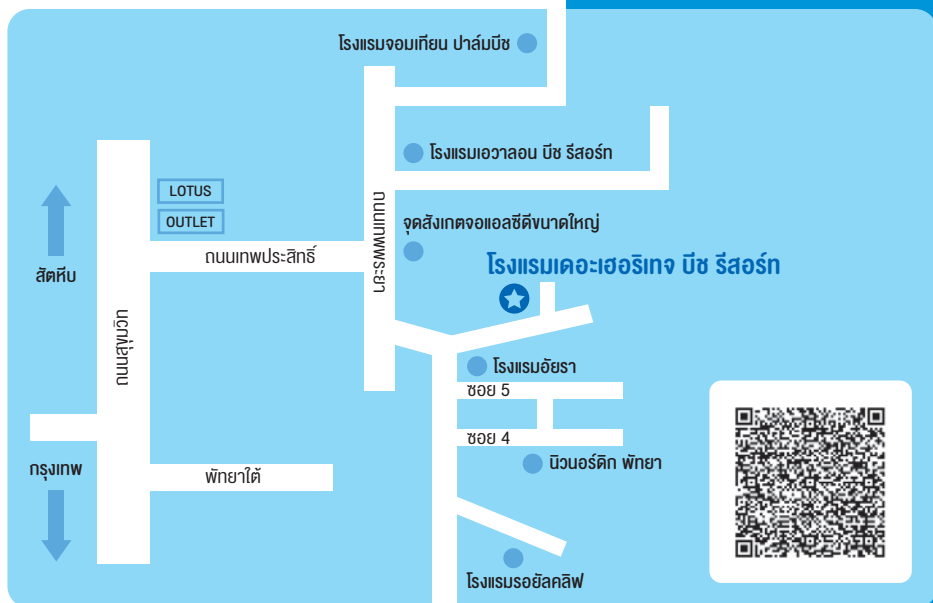 โรงแรมจอมเทียน ปาล์มบีช
โรงแรมเอวาลอน บีช รีสอร์ท
LOTUS
OUTLET
ถนนเทพพระยา
จุดสังเกตจอแอลซีดีขนาดใหญ่
ถนนเทพประสิทธิ์
โรงแรมเดอะเฮอริเทจ บีช รีสอร์ท
สัตหีบ
ถนนสุขุมวิท
โรงแรมอัยรา
ซอย 5
ซอย 4
กรุงเทพ
พัทยาใต้
นิวนอร์ดิก พัทยา
โรงแรมรอยัลคลิฟ